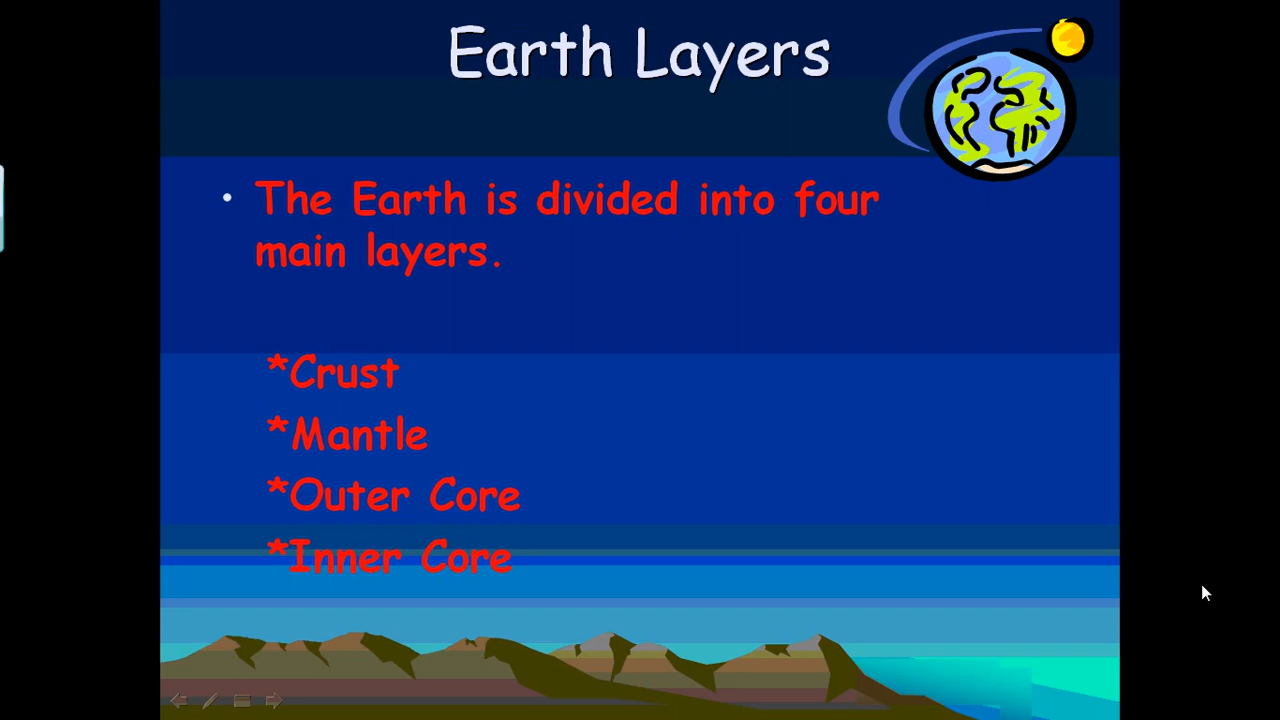 Earth Layers
• The Earth is divided into four
main layers.
*Crust
*Mantle
*Outer Core
*Inner Core